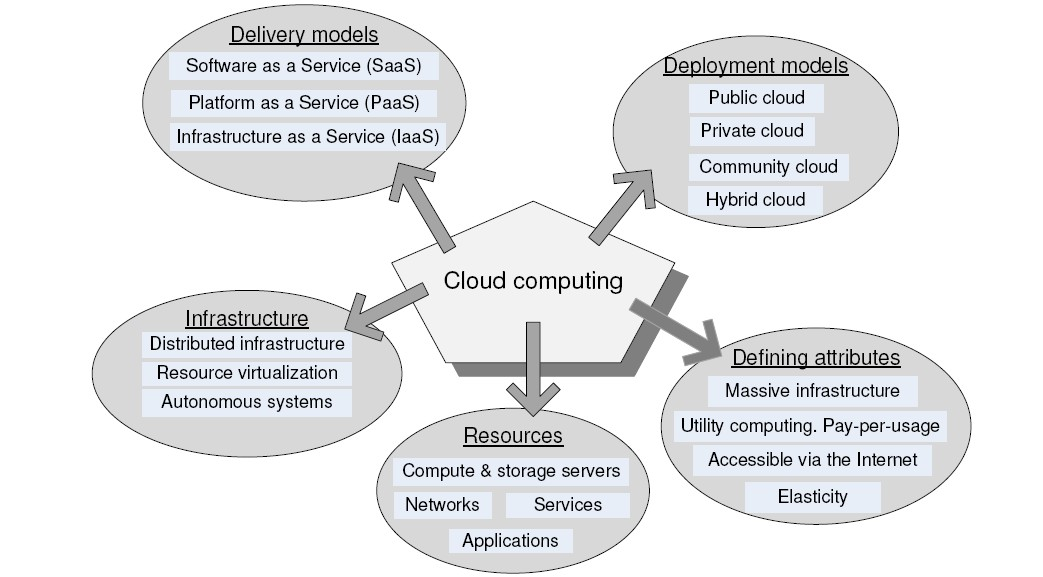 Delivery models
Software as a Service (SaaS)
Platform as a Service (PaaS)
Infrastructure as a Service (IaaS)
Deployment models
Public cloud
Private cloud
Community cloud
Hybrid cloud
Cloud computing
Infrastructure
Distributed infrastructure
Resource virtualization
Autonomous systems
Defining attributes
Massive infrastructure
Utility computing. Pay-per-usage
Accessible via the Internet
Elasticity
Resources
Compute & storage servers
Networks Services
Applications